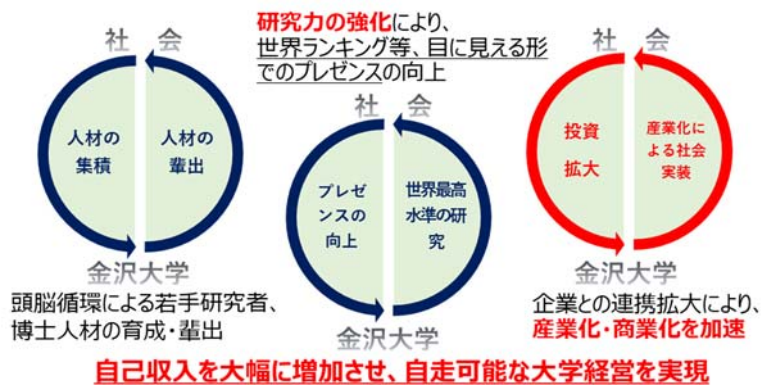 社 会
人材の
集積
人材の
輩出
金沢大学
頭脳循環による若手研究者、
博士人材の育成・輩出
研究力の強化により、
世界ランキング等、目に見える形
でのプレゼンスの向上
社 会
プレゼ
ンスの
向上
世界最高
水準の研
究
金沢大学
社 会
投資
拡大
産業化に
よる社会
実装
金沢大学
企業との連携拡大により、
産業化・商業化を加速
自己収入を大幅に増加させ、自走可能な大学経営を実現